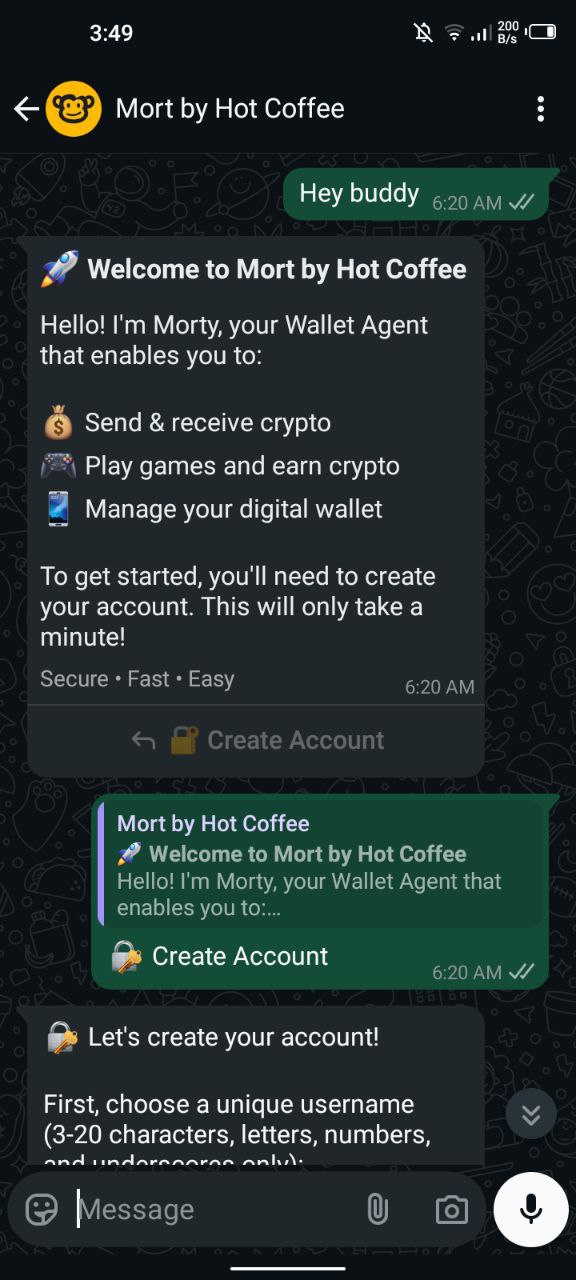 3:49
200
B/s
Mort by Hot Coffee
Hey buddy
6:20 AM
🚀 Welcome to Mort by Hot Coffee
Hello! I'm Morty, your Wallet Agent
that enables you to:
💰 Send & receive crypto
🎮 Play games and earn crypto
📱 Manage your digital wallet
To get started, you'll need to create
your account. This will only take a
minute!
Secure • Fast • Easy
6:20 AM
🔐 Create Account
Mort by Hot Coffee
🚀 Welcome to Mort by Hot Coffee
Hello! I'm Morty, your Wallet Agent that
enables you to:...
🔐 Create Account
6:20 AM
🔐 Let's create your account!
First, choose a unique username
(3-20 characters, letters, numbers,
and underscores only):
Message